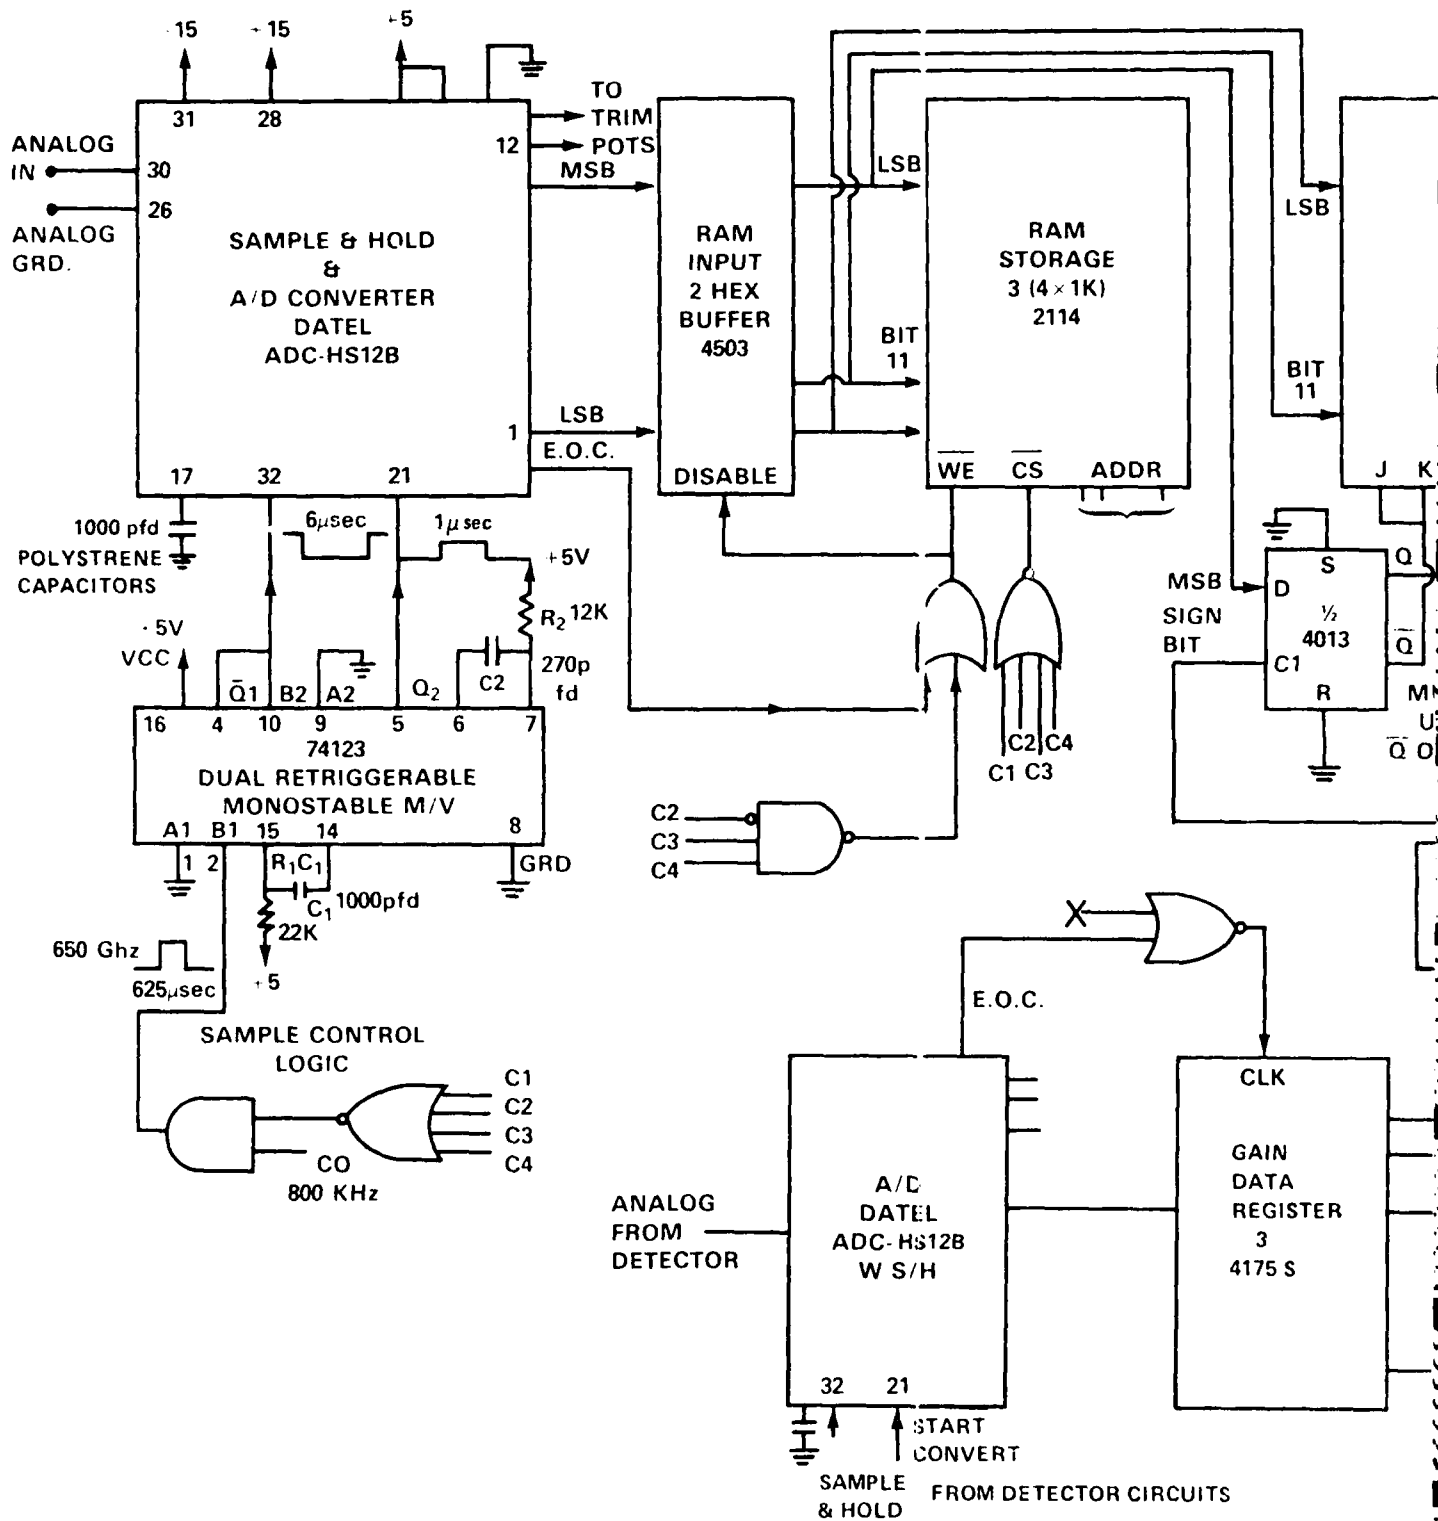 -15
+15
+5
31
28
12
TO
TRIM
POTS
ANALOG
IN
30
26
ANALOG
GRD.
MSB
SAMPLE & HOLD
&
A/D CONVERTER
DATEL
ADC-HS12B
1
LSB
E.O.C.
17
32
21
RAM
INPUT
2 HEX
BUFFER
4503
DISABLE
LSB
BIT
11
RAM
STORAGE
3 (4 × 1K)
2114
WE
CS
ADDR
LSB
BIT
11
J
K
1000 pfd
POLYSTRENE
CAPACITORS
6μsec
1μsec
+5V
R2 12K
270p
fd
C2
5V
VCC
Q̅1
B2
A2
Q2
16
4
10
9
5
6
7
74123
DUAL RETRIGGERABLE
MONOSTABLE M/V
A1
B1
15
14
8
1
2
R1C1
C1
1000pfd
GRD
22K
+5
650 Ghz
625μsec
SAMPLE CONTROL
LOGIC
C1
C2
C3
C4
CO
800 KHz
C2
C4
C1
C3
C2
C3
C4
MSB
SIGN
BIT
S
D
½
4013
C1
R
Q
Q̅
Q̅ O
X
E.O.C.
CLK
GAIN
DATA
REGISTER
3
4175 S
ANALOG
FROM
DETECTOR
A/D
DATEL
ADC-HS12B
W S/H
32
21
START
CONVERT
SAMPLE
& HOLD
FROM DETECTOR CIRCUITS